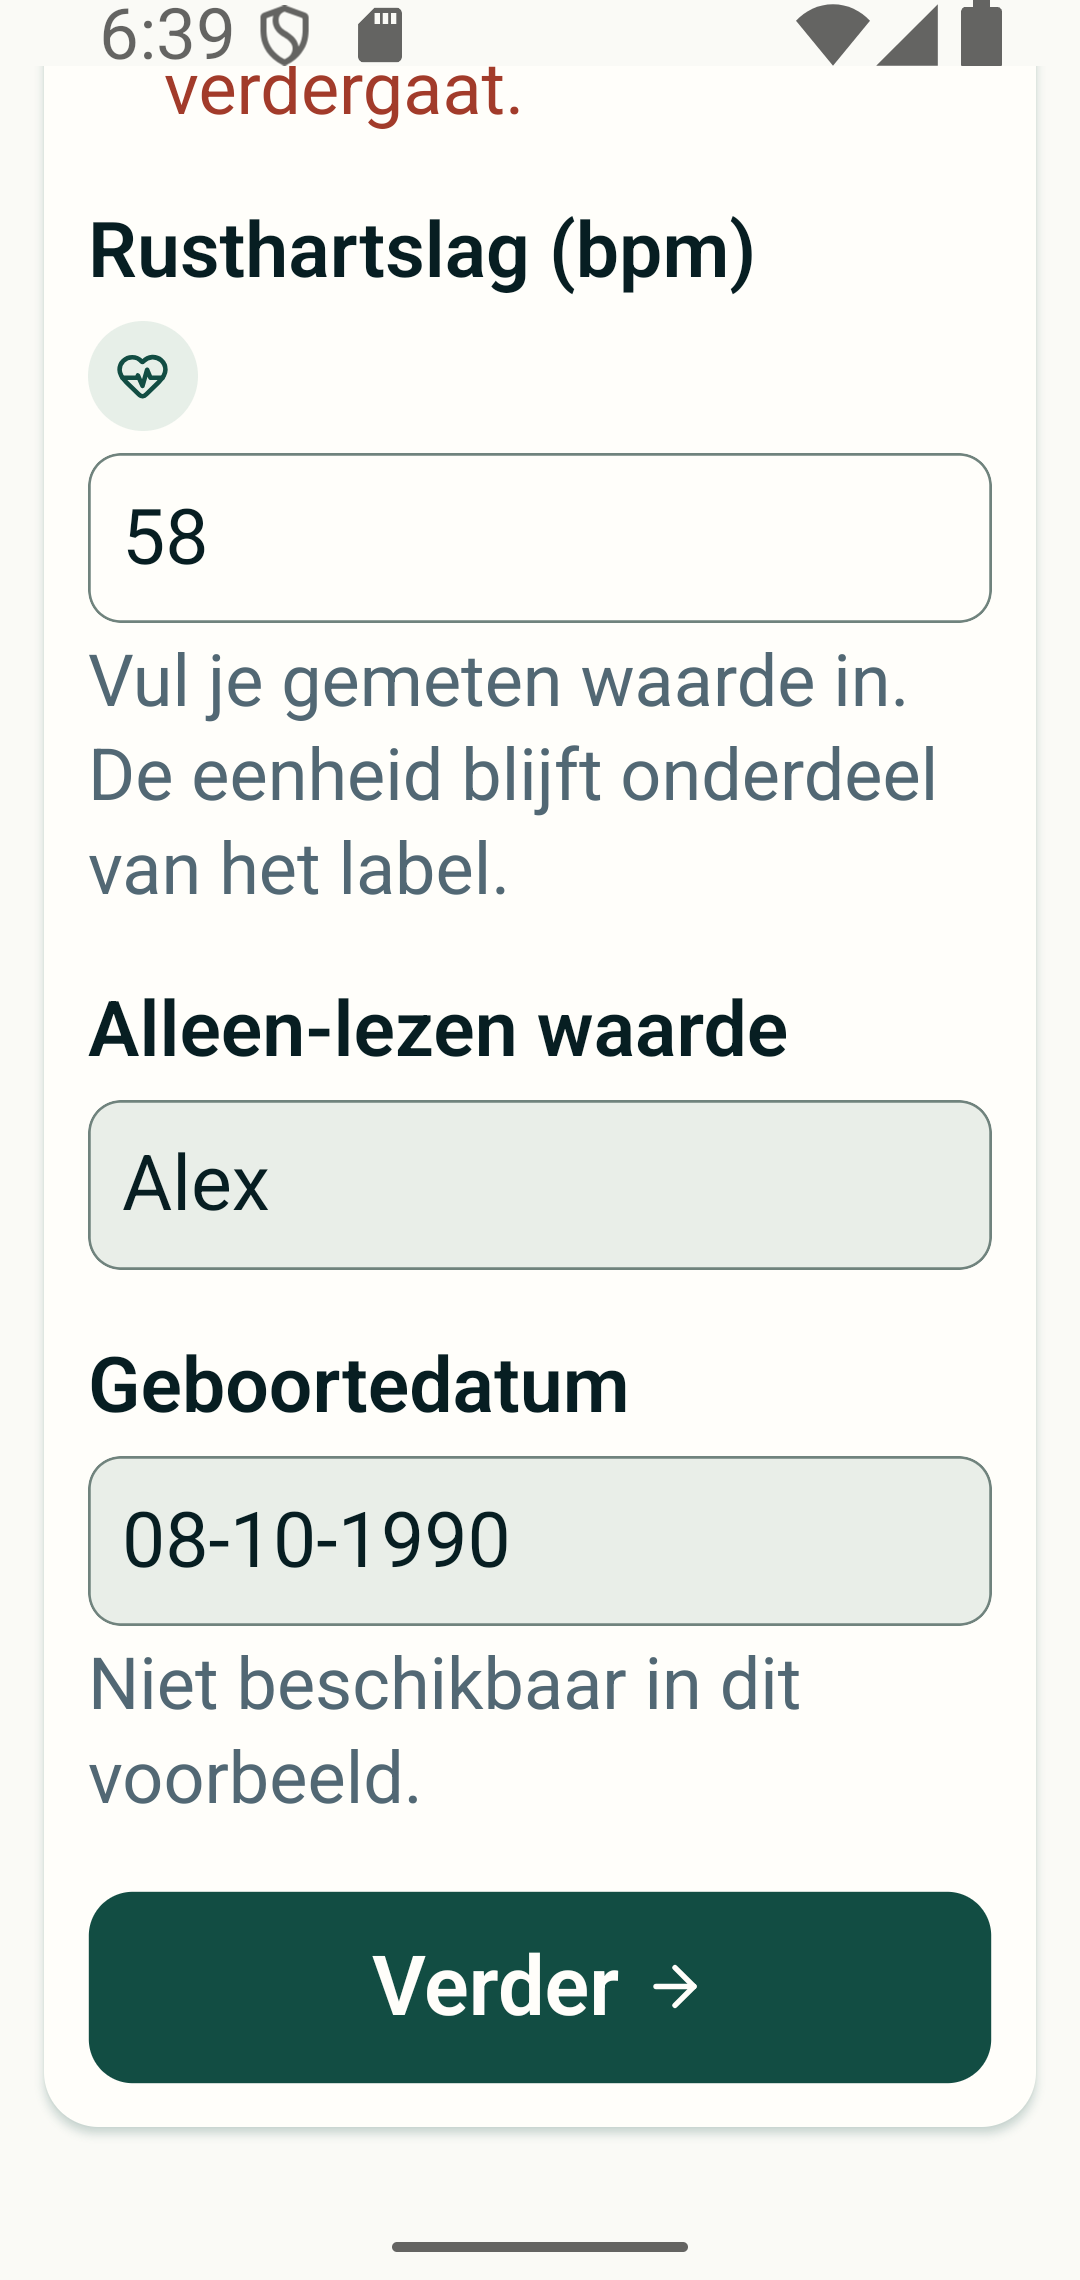 6:39
verdergaat.
Rusthartslag (bpm)
58
Vul je gemeten waarde in.
De eenheid blijft onderdeel
van het label.
Alleen-lezen waarde
Alex
Geboortedatum
08-10-1990
Niet beschikbaar in dit
voorbeeld.
Verder →